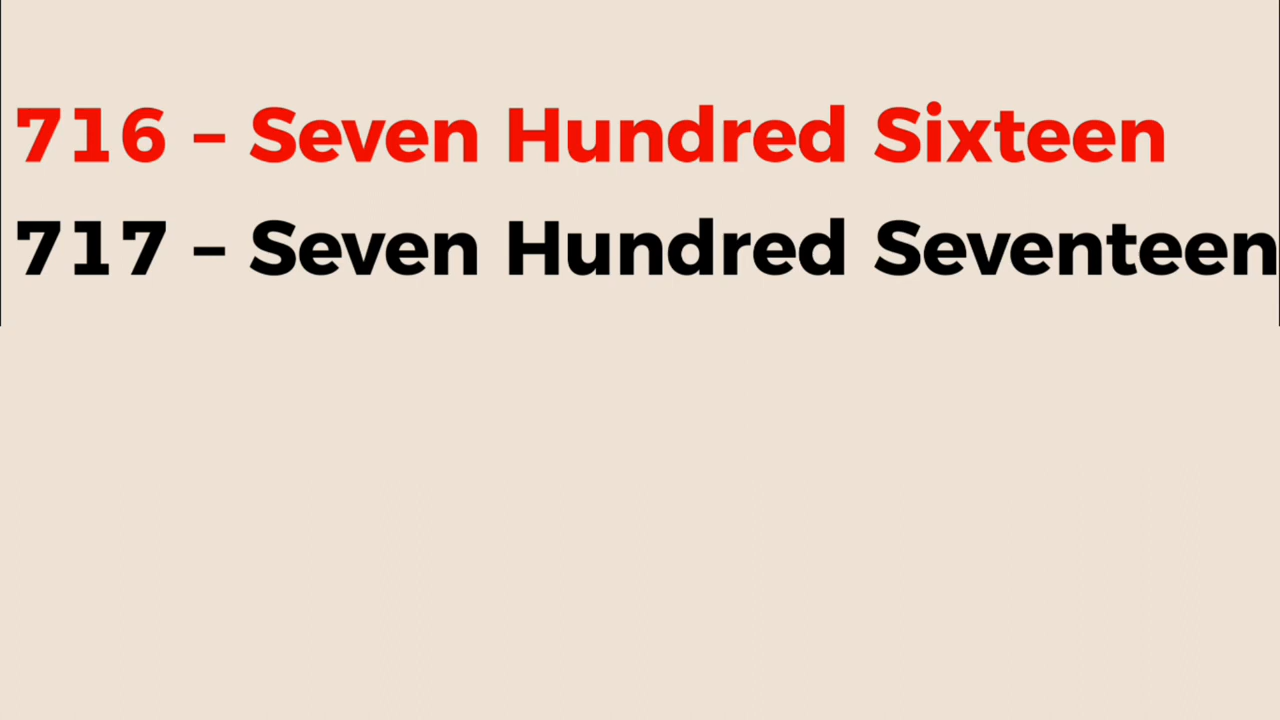 716 – Seven Hundred Sixteen
717 – Seven Hundred Seventeen